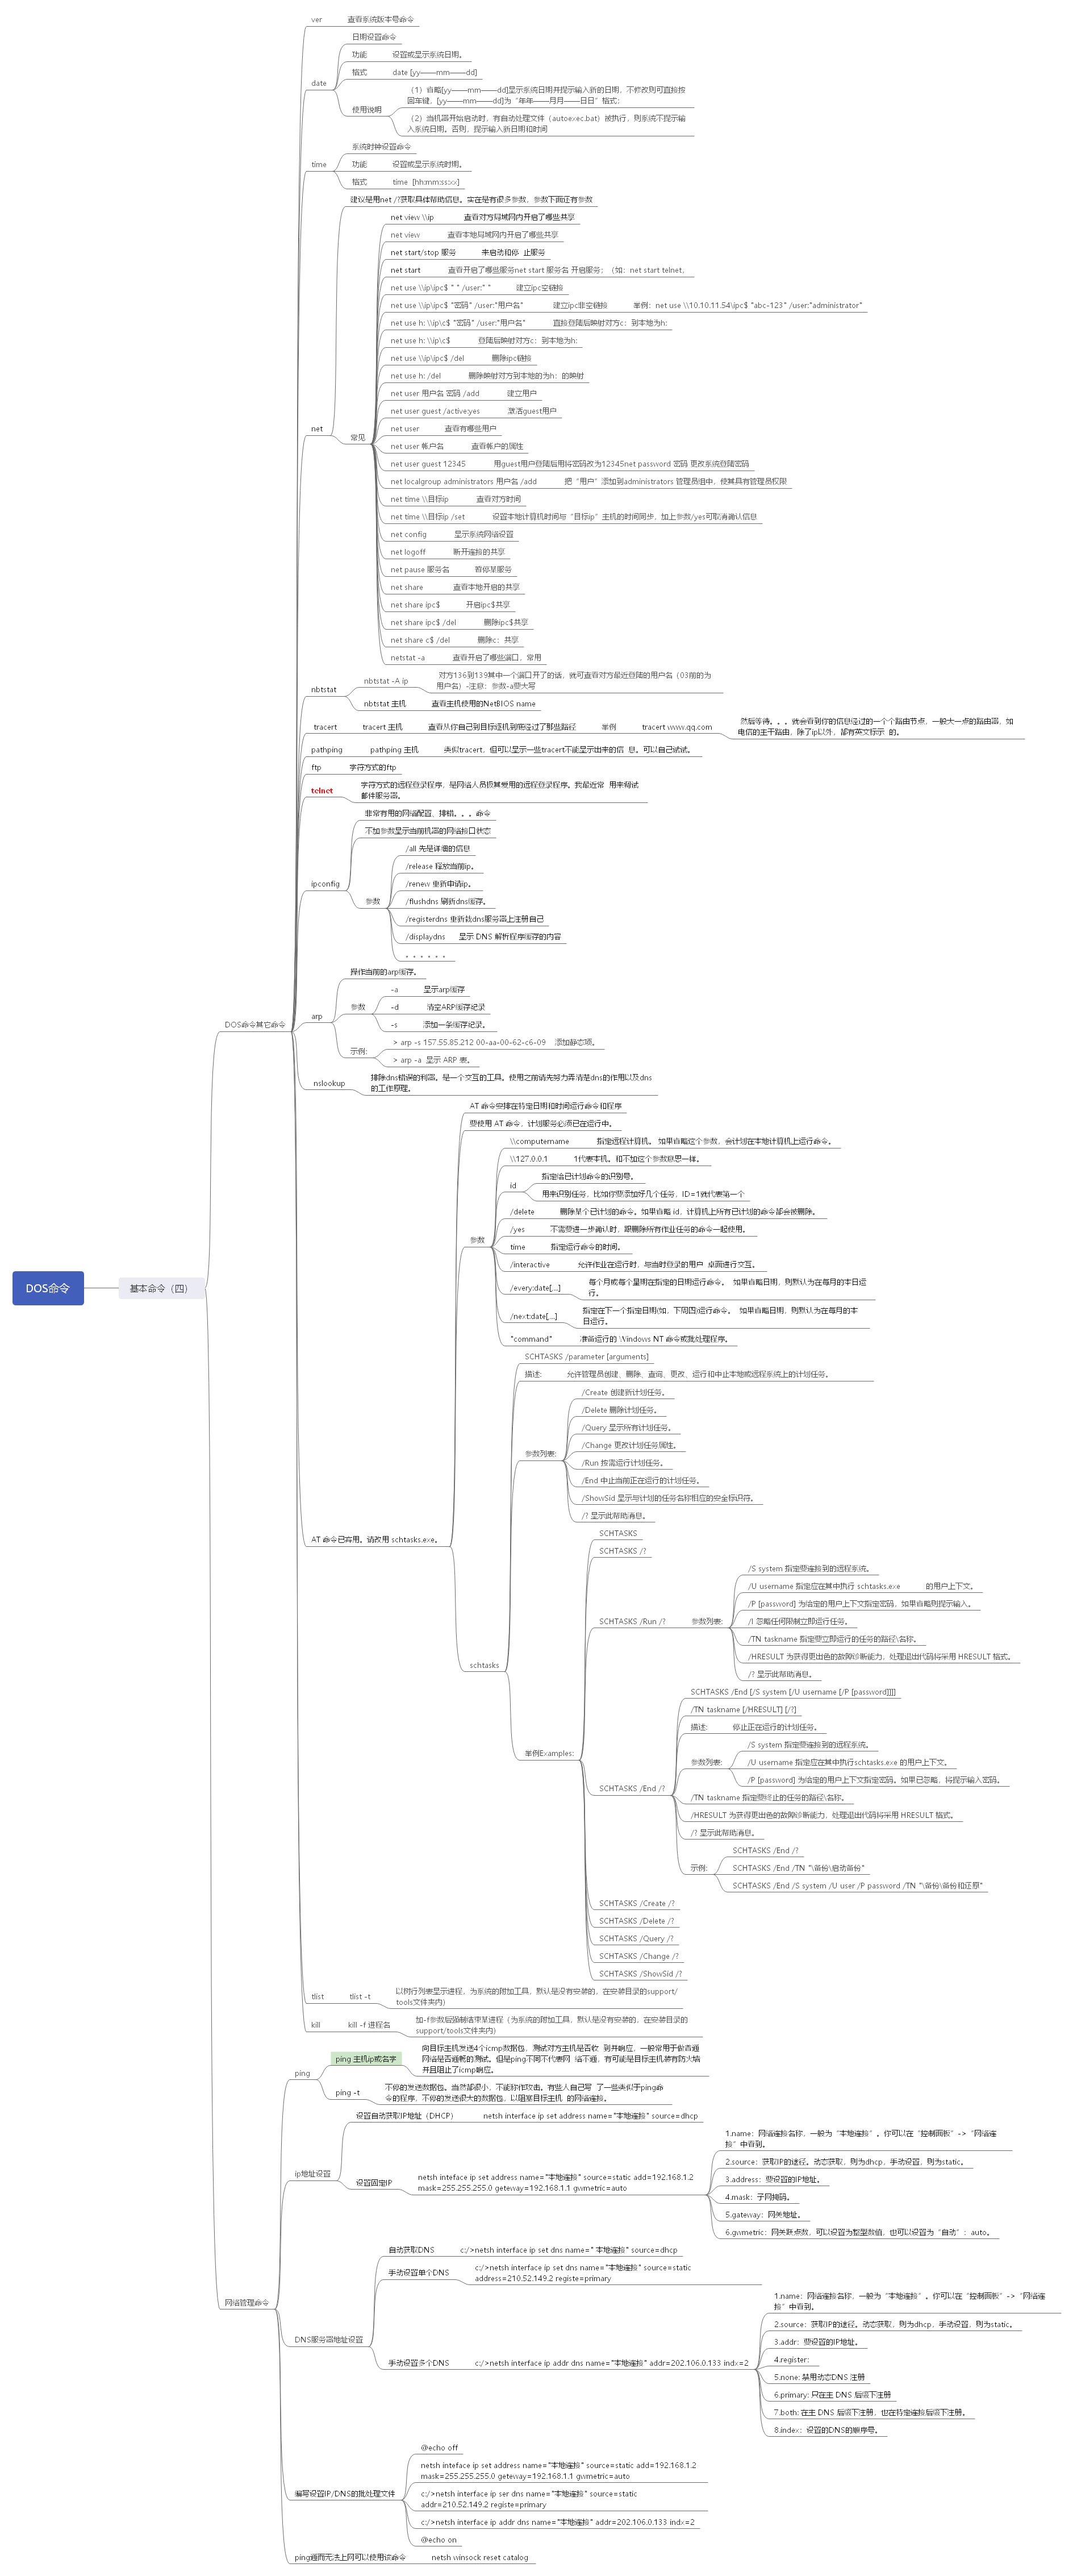 ver 查看系统版本号命令
日期设置命令
功能 设置或显示系统日期。
date
格式 date [yy——mm——dd]
使用说明
（1）省略[yy——mm——dd]显示系统日期并提示输入新的日期，不修改则可直接按
回车键，[yy——mm——dd]为“年年——月月——日日”格式；
（2）当机器开始启动时，有自动处理文件（autoexec.bat）被执行，则系统不提示输
入系统日期。否则，提示输入新日期和时间
系统时钟设置命令
time 功能 设置或显示系统时期。
格式 time [hh:mm:ss:xx]
建议是用net /?获取具体帮助信息。实在是有很多参数，参数下面还有参数
net
常见
net view \\ip 查看对方局域网内开启了哪些共享
net view 查看本地局域网内开启了哪些共享
net start/stop 服务 来启动和停 止服务
net start 查看开启了哪些服务net start 服务名 开启服务；（如：net start telnet，
net use \\ip\ipc$ " " /user:" " 建立ipc空链接
net use \\ip\ipc$ "密码" /user:"用户名" 建立ipc非空链接 举例：net use \\10.10.11.54\ipc$ "abc-123" /user:"administrator"
net use h: \\ip\c$ "密码" /user:"用户名" 直接登陆后映射对方c：到本地为h:
net use h: \\ip\c$ 登陆后映射对方c：到本地为h:
net use \\ip\ipc$ /del 删除ipc链接
net use h: /del 删除映射对方到本地的为h：的映射
net user 用户名 密码 /add 建立用户
net user guest /active:yes 激活guest用户
net user 查看有哪些用户
net user 帐户名 查看帐户的属性
net user guest 12345 用guest用户登陆后用将密码改为12345net password 密码 更改系统登陆密码
net localgroup administrators 用户名 /add 把“用户”添加到administrators 管理员组中，使其具有管理员权限
net time \\目标ip 查看对方时间
net time \\目标ip /set 设置本地计算机时间与“目标ip”主机的时间同步，加上参数/yes可取消确认信息
net config 显示系统网络设置
net logoff 断开连接的共享
net pause 服务名 暂停某服务
net share 查看本地开启的共享
net share ipc$ 开启ipc$共享
net share ipc$ /del 删除ipc$共享
net share c$ /del 删除c：共享
netstat -a 查看开启了哪些端口，常用
nbtstat
nbtstat -A ip
对方136到139其中一个端口开了的话，就可查看对方最近登陆的用户名（03前的为
用户名）-注意：参数-a要大写
nbtstat 主机 查看主机使用的NetBIOS name
tracert tracert 主机 查看从你自己到目标逐机到底经过了那些路径 举例 tracert www.qq.com
然后等待。。。就会看到你的信息经过的一个个路由节点，一般大一点的路由器，如
电信的主干路由，除了ip以外，都有英文标示 的。
pathping pathping 主机 类似tracert，但可以显示一些tracert不能显示出来的信 息。可以自己试试。
ftp 字符方式的ftp
telnet
字符方式的远程登录程序，是网络人员极其爱用的远程登录程序。我最近常 用来调试
邮件服务器。
ipconfig
非常有用的网络配置、排错。。。命令
不加参数显示当前机器的网络接口状态
参数
/all 先是详细的信息
/release 释放当前ip。
/renew 重新申请ip。
/flushdns 刷新dns缓存。
/registerdns 重新就dns服务器上注册自己
/displaydns 显示 DNS 解析程序缓存的内容
。。。。。。
arp
操作当前的arp缓存。
参数
-a 显示arp缓存
-d 清空ARP缓存纪录
-s 添加一条缓存纪录。
示例:
> arp -s 157.55.85.212 00-aa-00-62-c6-09 添加静态项。
> arp -a 显示 ARP 表。
nslookup
排除dns错误的利器。是一个交互的工具。使用之前请先努力弄清楚dns的作用以及dns
的工作原理。
DOS命令其它命令
AT 命令已弃用。请改用 schtasks.exe。
AT 命令安排在特定日期和时间运行命令和程序
要使用 AT 命令，计划服务必须已在运行中。
参数
\\computername 指定远程计算机。 如果省略这个参数，会计划在本地计算机上运行命令。
\\127.0.0.1 1代表本机。和不加这个参数意思一样。
id
指定给已计划命令的识别号。
用来识别任务，比如你要添加好几个任务，ID=1就代表第一个
/delete 删除某个已计划的命令。如果省略 id，计算机上所有已计划的命令都会被删除。
/yes 不需要进一步确认时，跟删除所有作业任务的命令一起使用。
time 指定运行命令的时间。
/interactive 允许作业在运行时，与当时登录的用户 桌面进行交互。
/every:date[,...]
每个月或每个星期在指定的日期运行命令。 如果省略日期，则默认为在每月的本日运
行。
/next:date[,...]
指定在下一个指定日期(如，下周四)运行命令。 如果省略日期，则默认为在每月的本
日运行。
"command" 准备运行的 Windows NT 命令或批处理程序。
schtasks
SCHTASKS /parameter [arguments]
描述: 允许管理员创建、删除、查询、更改、运行和中止本地或远程系统上的计划任务。
参数列表:
/Create 创建新计划任务。
/Delete 删除计划任务。
/Query 显示所有计划任务。
/Change 更改计划任务属性。
/Run 按需运行计划任务。
/End 中止当前正在运行的计划任务。
/ShowSid 显示与计划的任务名称相应的安全标识符。
/? 显示此帮助消息。
举例Examples:
SCHTASKS
SCHTASKS /?
SCHTASKS /Run /? 参数列表:
/S system 指定要连接到的远程系统。
/U username 指定应在其中执行 schtasks.exe 的用户上下文。
/P [password] 为给定的用户上下文指定密码，如果省略则提示输入。
/I 忽略任何限制立即运行任务。
/TN taskname 指定要立即运行的任务的路径\名称。
/HRESULT 为获得更出色的故障诊断能力，处理退出代码将采用 HRESULT 格式。
/? 显示此帮助消息。
SCHTASKS /End /?
SCHTASKS /End [/S system [/U username [/P [password]]]]
/TN taskname [/HRESULT] [/?]
描述: 停止正在运行的计划任务。
参数列表:
/S system 指定要连接到的远程系统。
/U username 指定应在其中执行schtasks.exe 的用户上下文。
/P [password] 为给定的用户上下文指定密码。如果已忽略，将提示输入密码。
/TN taskname 指定要终止的任务的路径\名称。
/HRESULT 为获得更出色的故障诊断能力，处理退出代码将采用 HRESULT 格式。
/? 显示此帮助消息。
示例:
SCHTASKS /End /?
SCHTASKS /End /TN "\备份\启动备份"
SCHTASKS /End /S system /U user /P password /TN "\备份\备份和还原"
SCHTASKS /Create /?
SCHTASKS /Delete /?
SCHTASKS /Query /?
SCHTASKS /Change /?
SCHTASKS /ShowSid /?
DOS命令 基本命令（四）
tlist tlist -t
以树行列表显示进程，为系统的附加工具，默认是没有安装的，在安装目录的support/
tools文件夹内)
kill kill -f 进程名
加-f参数后强制结束某进程（为系统的附加工具，默认是没有安装的，在安装目录的
support/tools文件夹内)
ping
ping 主机ip或名字
向目标主机发送4个icmp数据包，测试对方主机是否收 到并响应，一般常用于做普通
网络是否通畅的测试。但是ping不同不代表网 络不通，有可能是目标主机装有防火墙
并且阻止了icmp响应。
ping -t
不停的发送数据包。当然都很小，不能称作攻击。有些人自己写 了一些类似于ping命
令的程序，不停的发送很大的数据包，以阻塞目标主机 的网络连接。
ip地址设置
设置自动获取IP地址（DHCP） netsh interface ip set address name="本地连接" source=dhcp
设置固定IP
netsh inteface ip set address name="本地连接" source=static add=192.168.1.2
mask=255.255.255.0 geteway=192.168.1.1 gwmetric=auto
1.name：网络连接名称，一般为“本地连接”。你可以在“控制面板”->“网络连
接”中看到。
2.source：获取IP的途径。动态获取，则为dhcp，手动设置，则为static。
3.address：要设置的IP地址。
4.mask：子网掩码。
5.gateway：网关地址。
6.gwmetric：网关跃点数，可以设置为整型数值，也可以设置为“自动”：auto。
网络管理命令
DNS服务器地址设置
自动获取DNS c:/>netsh interface ip set dns name=" 本地连接" source=dhcp
手动设置单个DNS
c:/>netsh interface ip set dns name="本地连接" source=static
address=210.52.149.2 registe=primary
手动设置多个DNS c:/>netsh interface ip addr dns name="本地连接" addr=202.106.0.133 indx=2
1.name：网络连接名称，一般为“本地连接”。你可以在“控制面板”->“网络连
接”中看到。
2.source：获取IP的途径。动态获取，则为dhcp，手动设置，则为static。
3.addr：要设置的IP地址。
4.register：
5.none: 禁用动态DNS 注册
6.primary: 只在主 DNS 后缀下注册
7.both: 在主 DNS 后缀下注册，也在特定连接后缀下注册。
8.index：设置的DNS的顺序号。
编写设置IP/DNS的批处理文件
@echo off
netsh inteface ip set address name="本地连接" source=static add=192.168.1.2
mask=255.255.255.0 geteway=192.168.1.1 gwmetric=auto
c:/>netsh interface ip ser dns name="本地连接" source=static
addr=210.52.149.2 registe=primary
c:/>netsh interface ip addr dns name="本地连接" addr=202.106.0.133 indx=2
@echo on
ping通而无法上网可以使用该命令 netsh winsock reset catalog